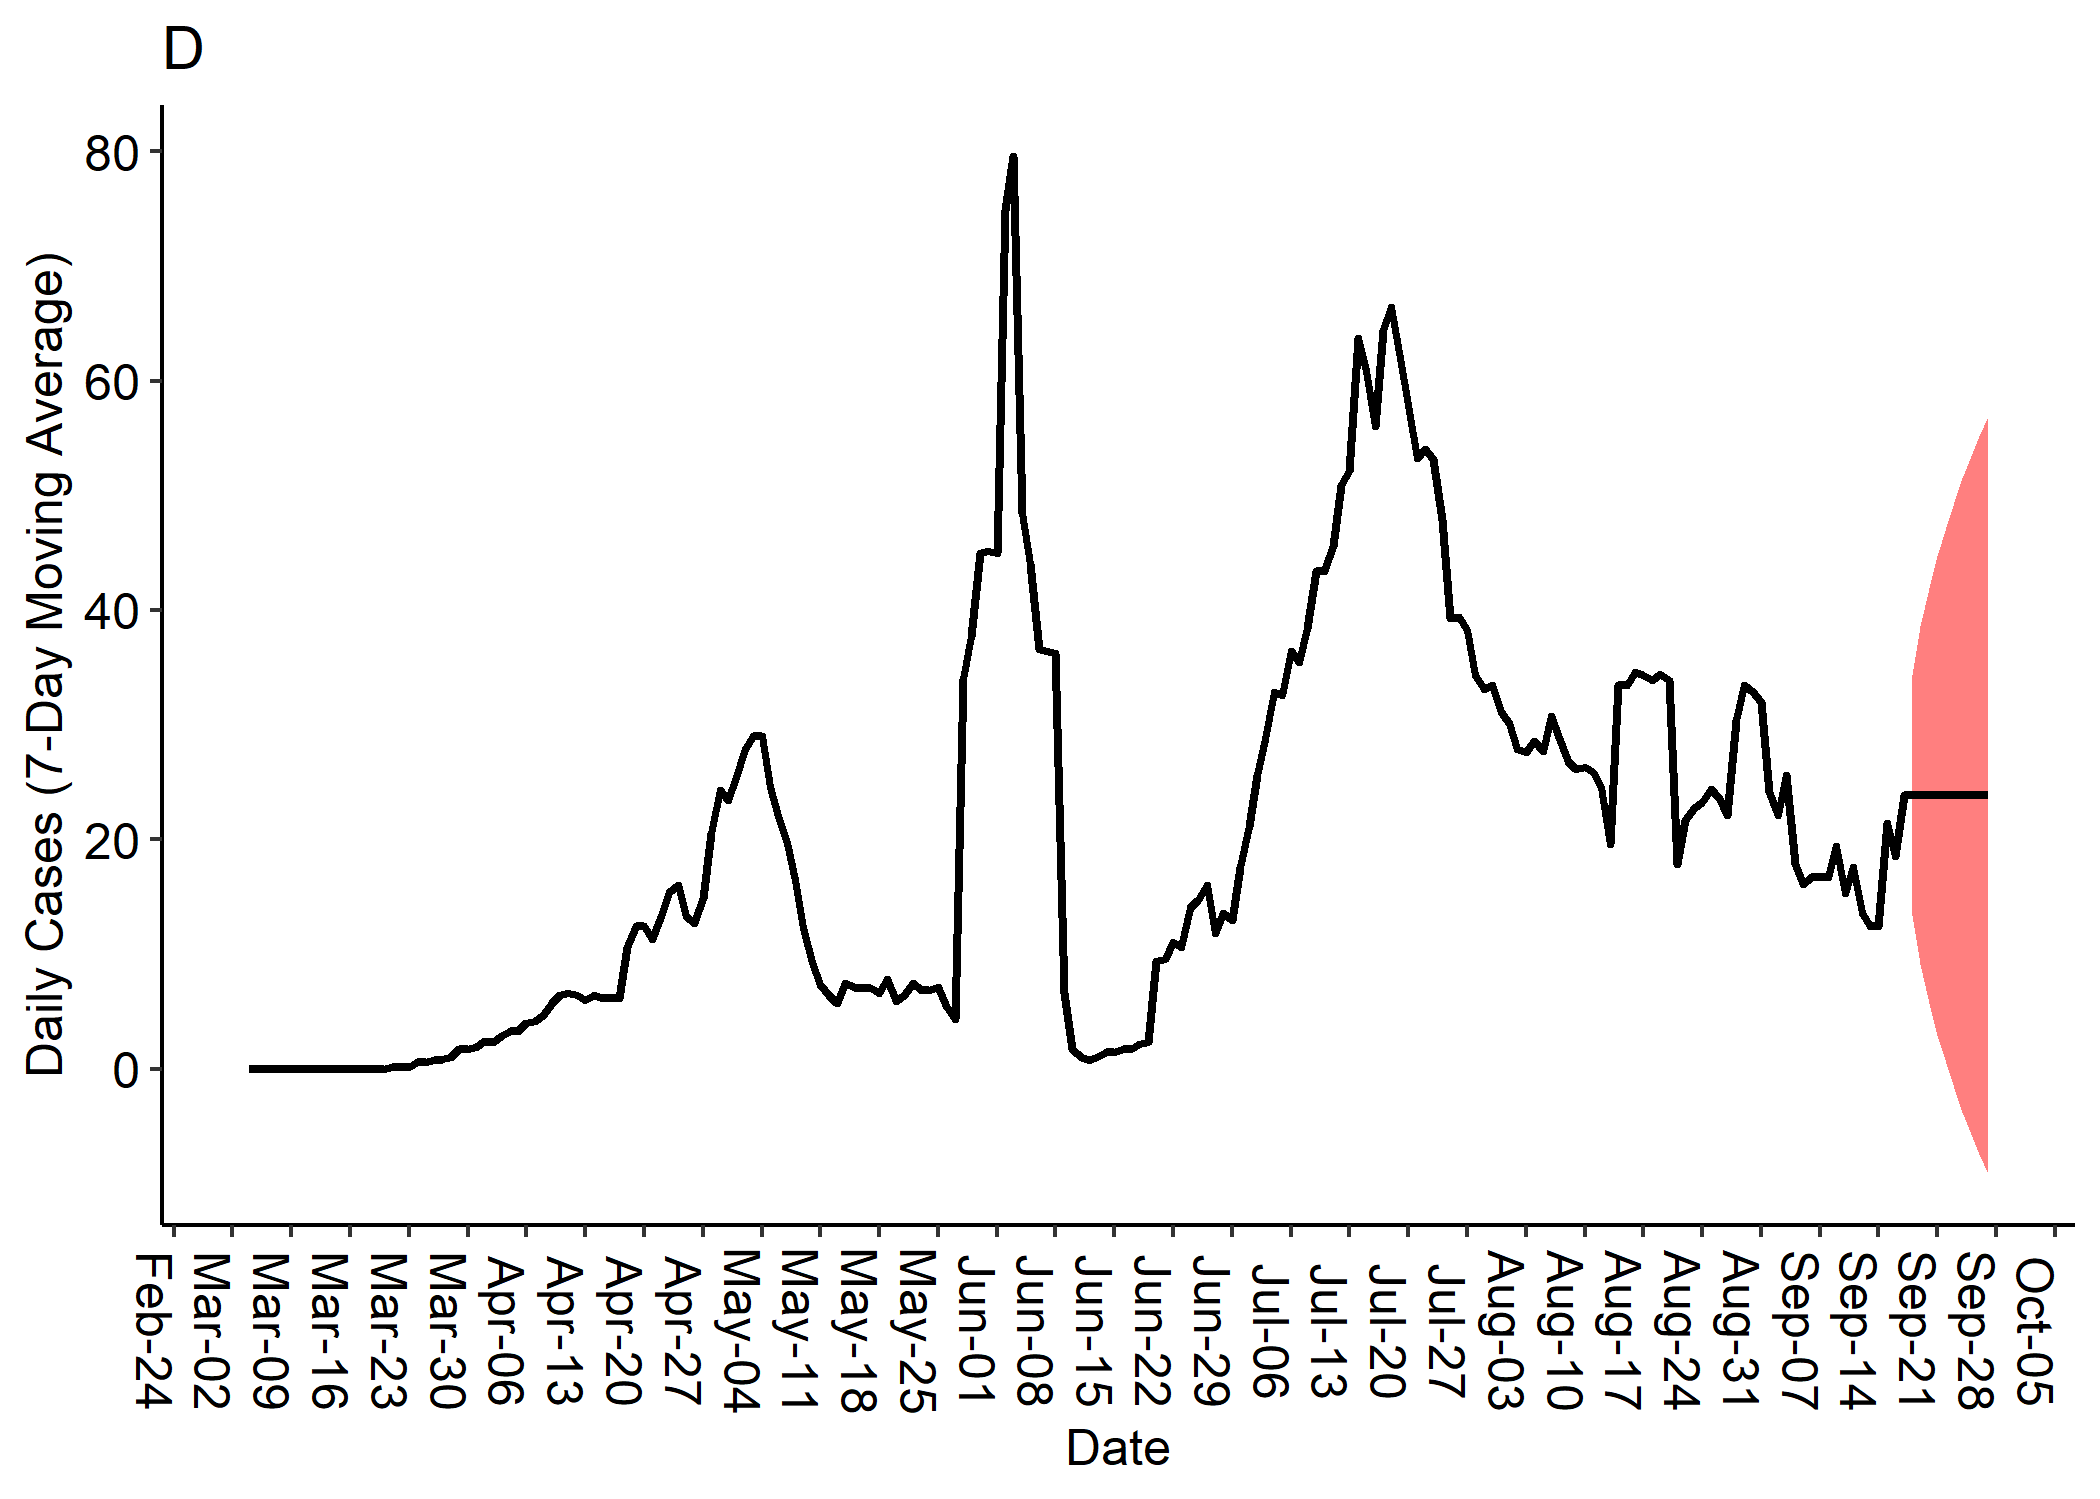 D
Daily Cases (7-Day Moving Average)
80
60
40
20
0
Feb-24
Mar-02
Mar-09
Mar-16
Mar-23
Mar-30
Apr-06
Apr-13
Apr-20
Apr-27
May-04
May-11
May-18
May-25
Jun-01
Jun-08
Jun-15
Jun-22
Jun-29
Jul-06
Jul-13
Jul-20
Jul-27
Aug-03
Aug-10
Aug-17
Aug-24
Aug-31
Sep-07
Sep-14
Sep-21
Sep-28
Oct-05
Date